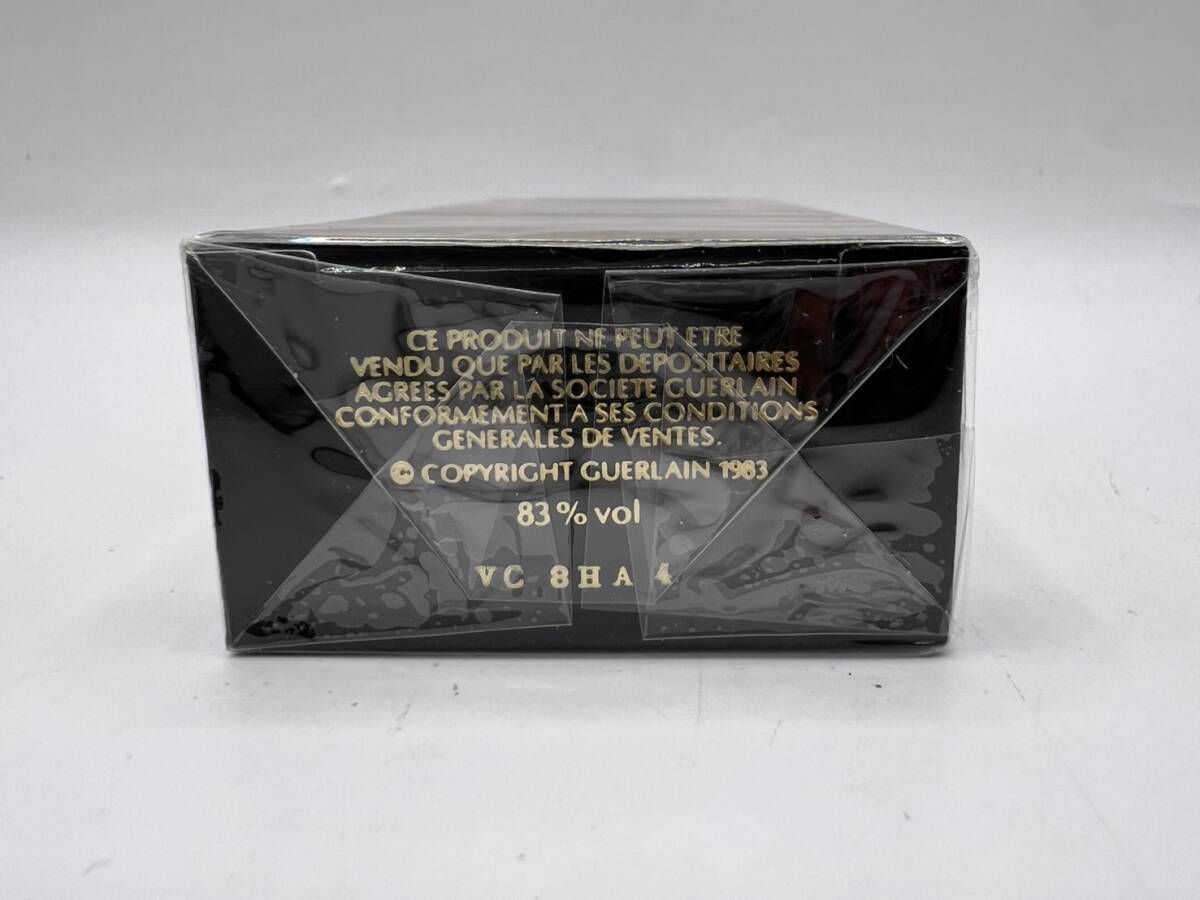 CE PRODUIT NE PEUT ETRE
VENDU QUE PAR LES DEPOSITAIRES
AGREES PAR LA SOCIETE GUERLAIN
CONFORMEMENT A SES CONDITIONS
GENERALES DE VENTES.
© COPYRIGHT GUERLAIN 1983
83% vol
VC 8HA 4